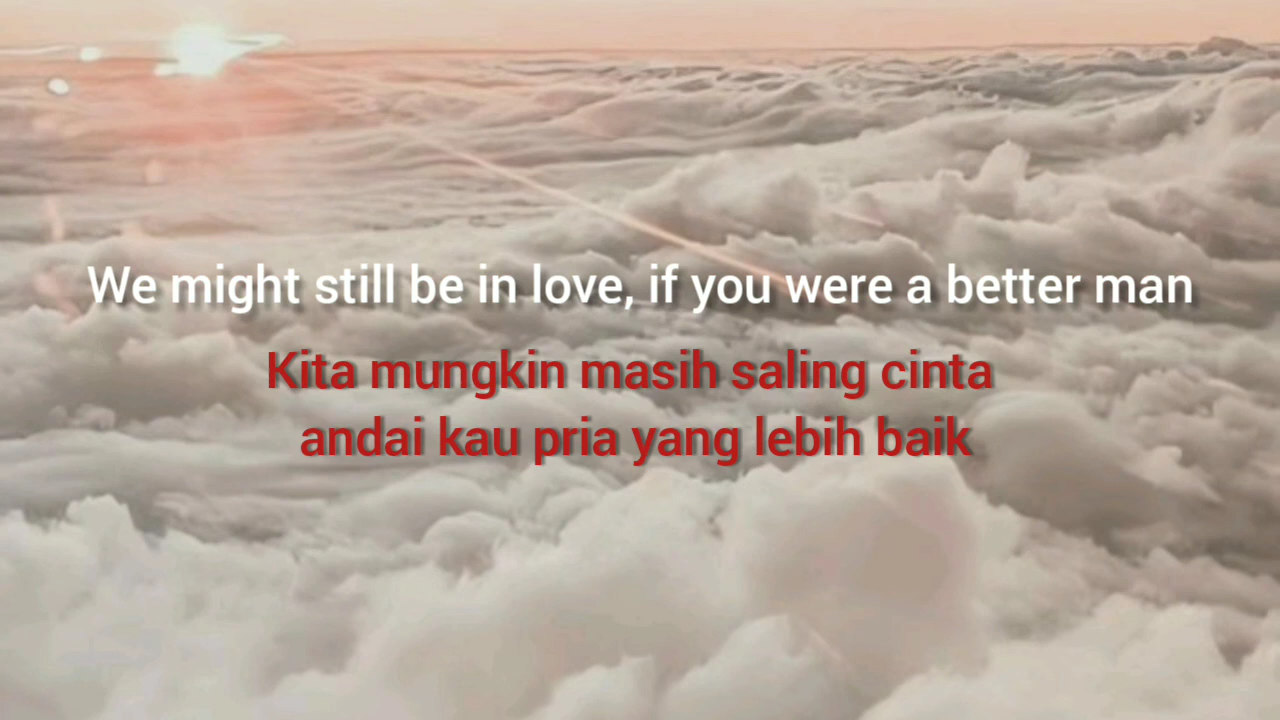 We might still be in love, if you were a better man
Kita mungkin masih saling cinta
andai kau pria yang lebih baik